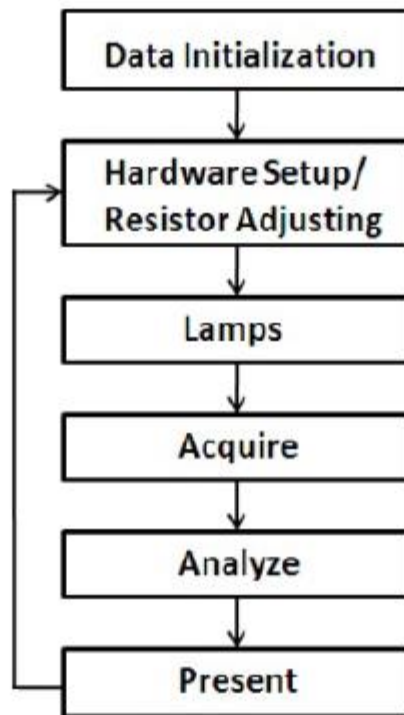 Data Initialization
Hardware Setup/
Resistor Adjusting
Lamps
Acquire
Analyze
Present